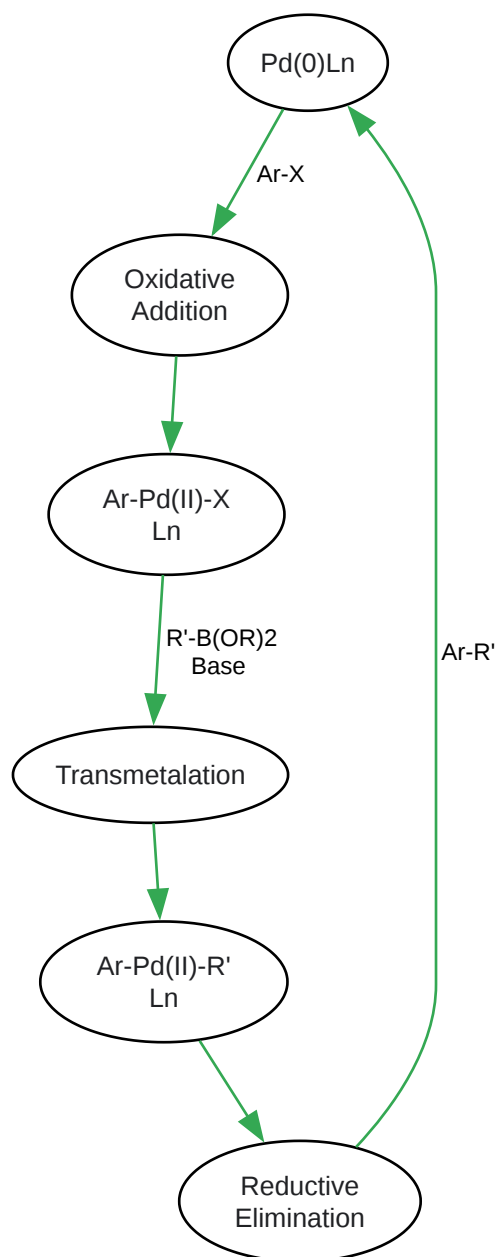 Pd(0)Ln
Ar-X
Oxidative
Addition
Ar-Pd(II)-X
Ln
R'-B(OR)2
Base
Ar-R'
Transmetalation
Ar-Pd(II)-R'
Ln
Reductive
Elimination